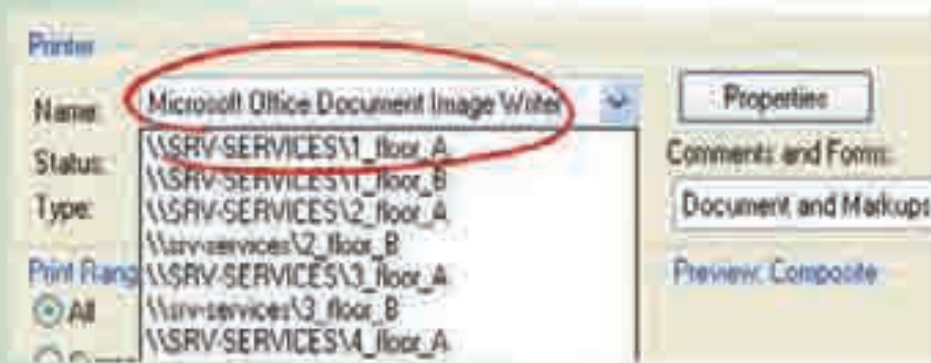 Printer
Name: Microsoft Office Document Image Writer Properties
\\SRV-SERVICES\1_floor_A
Status: Comments and Forms:
\\SRV-SERVICES\1_floor_B
Type: \\SRV-SERVICES\2_floor_A Document and Markups
\\srv-services\2_floor_B
Print Rang \\SRV-SERVICES\3_floor_A Preview: Composite
All \\srv-services\3_floor_B
\\SRV-SERVICES\4_floor_A